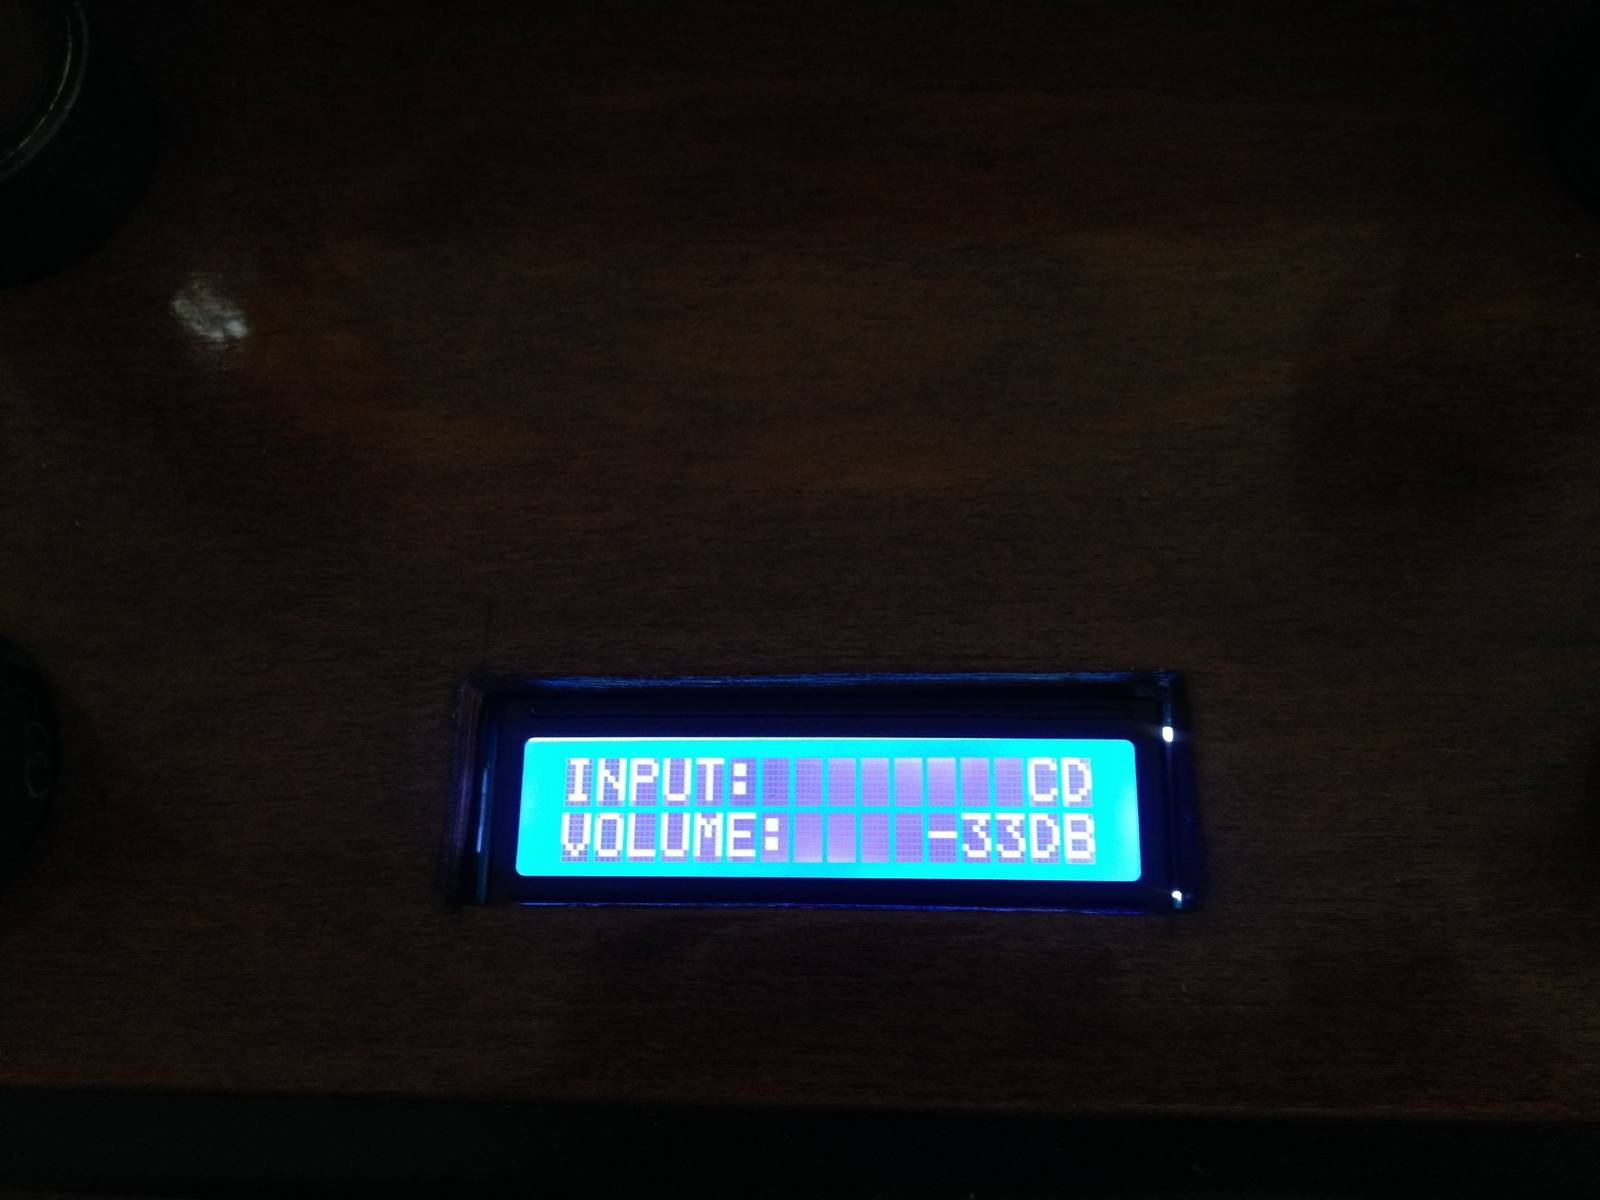 INPUT: CD
VOLUME: -33DB